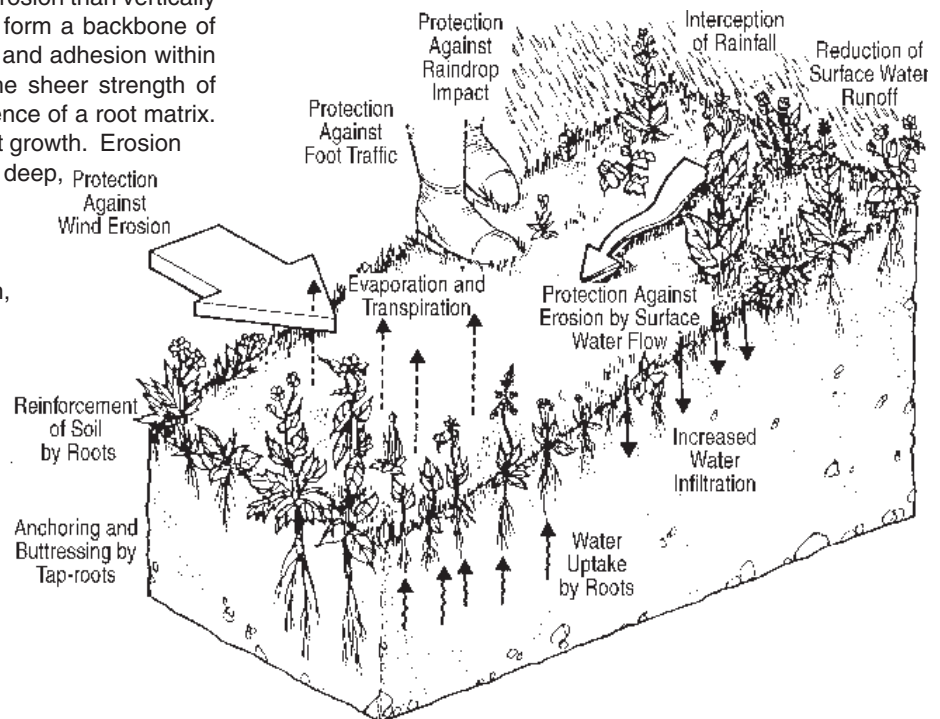 rosion than vertically
form a backbone of
and adhesion within
ne sheer strength of
ence of a root matrix.
t growth. Erosion
deep,
n,
Protection
Against
Wind Erosion
Protection
Against
Foot Traffic
Protection
Against
Raindrop
Impact
Interception
of Rainfall
Reduction of
Surface Water
Runoff
Evaporation and
Transpiration
Protection Against
Erosion by Surface
Water Flow
Reinforcement
of Soil
by Roots
Increased
Water
Infiltration
Anchoring and
Buttressing by
Tap-roots
Water
Uptake
by Roots